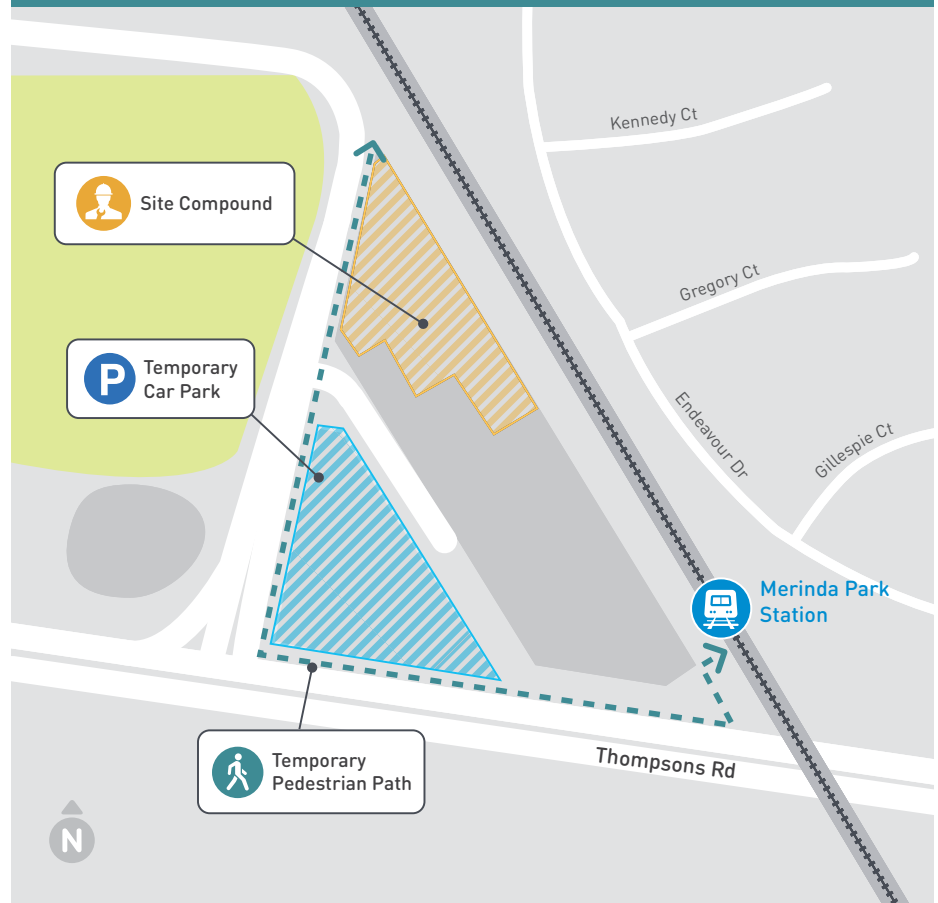 Kennedy Ct
Site Compound
Gregory Ct
P
Temporary
Car Park
Endeavour Dr
Gillespie Ct
Merinda Park
Station
Thompsons Rd
Temporary
Pedestrian Path
N